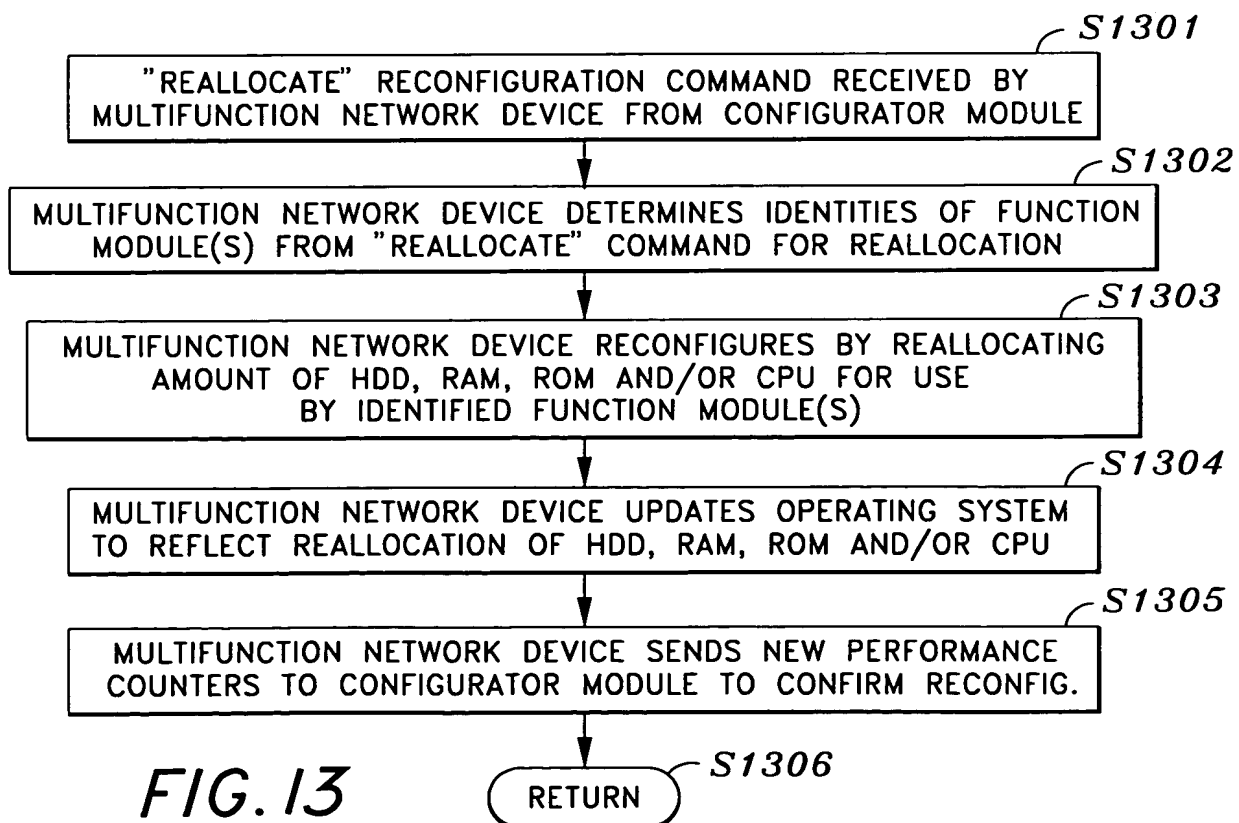 S1301
"REALLOCATE" RECONFIGURATION COMMAND RECEIVED BY
MULTIFUNCTION NETWORK DEVICE FROM CONFIGURATOR MODULE
S1302
MULTIFUNCTION NETWORK DEVICE DETERMINES IDENTITIES OF FUNCTION
MODULE(S) FROM "REALLOCATE" COMMAND FOR REALLOCATION
S1303
MULTIFUNCTION NETWORK DEVICE RECONFIGURES BY REALLOCATING
AMOUNT OF HDD, RAM, ROM AND/OR CPU FOR USE
BY IDENTIFIED FUNCTION MODULE(S)
S1304
MULTIFUNCTION NETWORK DEVICE UPDATES OPERATING SYSTEM
TO REFLECT REALLOCATION OF HDD, RAM, ROM AND/OR CPU
S1305
MULTIFUNCTION NETWORK DEVICE SENDS NEW PERFORMANCE
COUNTERS TO CONFIGURATOR MODULE TO CONFIRM RECONFIG.
S1306
RETURN
FIG. 13